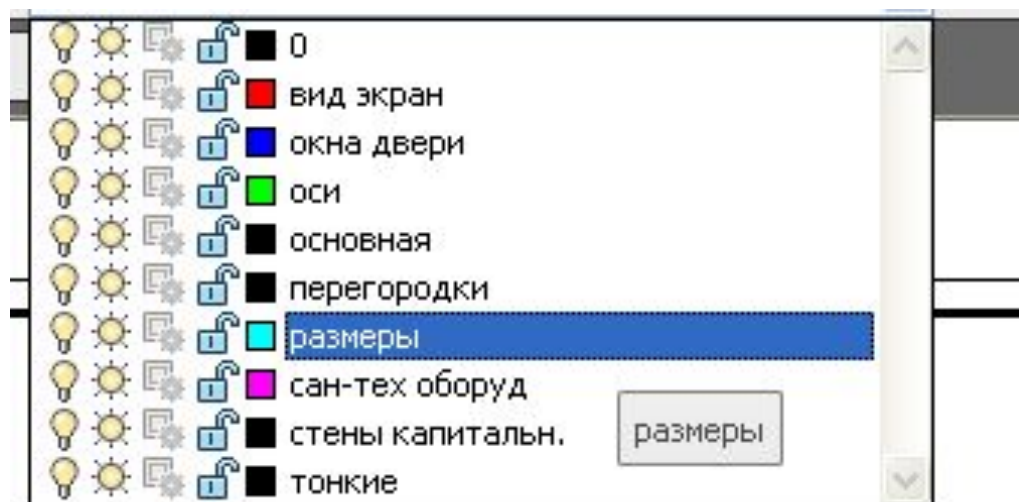 0
вид экран
окна двери
оси
основная
перегородки
размеры
сан-тех оборуд
стены капитальн.
размеры
тонкие